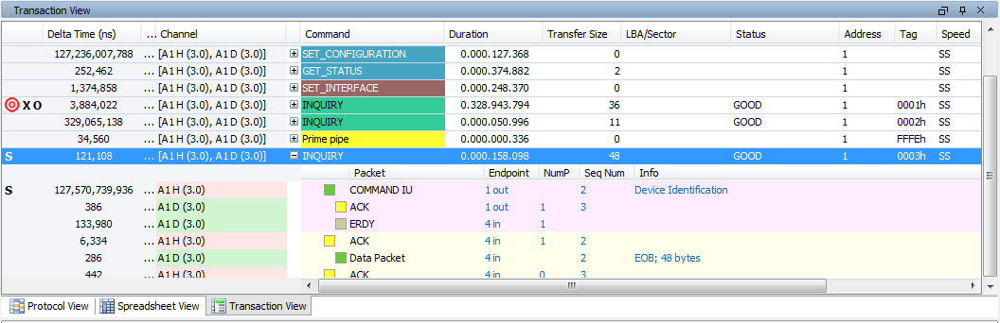 Transaction View
Delta Time (ns) ... Channel Command Duration Transfer Size LBA/Sector Status Address Tag Speed
127,236,007,788 ... [A1 H (3.0), A1 D (3.0)] SET_CONFIGURATION 0.000.127.368 0 1 SS
252,462 ... [A1 H (3.0), A1 D (3.0)] GET_STATUS 0.000.374.882 2 1 SS
1,374,858 ... [A1 H (3.0), A1 D (3.0)] SET_INTERFACE 0.000.248.370 0 1 SS
X O 3,884,022 ... [A1 H (3.0), A1 D (3.0)] INQUIRY 0.328.943.794 36 GOOD 1 0001h SS
329,065,138 ... [A1 H (3.0), A1 D (3.0)] INQUIRY 0.000.050.996 11 GOOD 1 0002h SS
34,560 ... [A1 H (3.0), A1 D (3.0)] Prime pipe 0.000.000.336 0 1 FFFEh SS
S 121,108 ... [A1 H (3.0), A1 D (3.0)] INQUIRY 0.000.158.098 48 GOOD 1 0003h SS
Packet Endpoint NumP Seq Num Info
S 127,570,739,936 ... A1 H (3.0) COMMAND IU 1 out 2 Device Identification
386 ... A1 D (3.0) ACK 1 out 1 3
133,980 ... A1 D (3.0) ERDY 4 in 1
6,334 ... A1 H (3.0) ACK 4 in 1 2
286 ... A1 D (3.0) Data Packet 4 in 2 EOB; 48 bytes
442 ... A1 H (3.0) ACK 4 in 0 3
Protocol View Spreadsheet View Transaction View